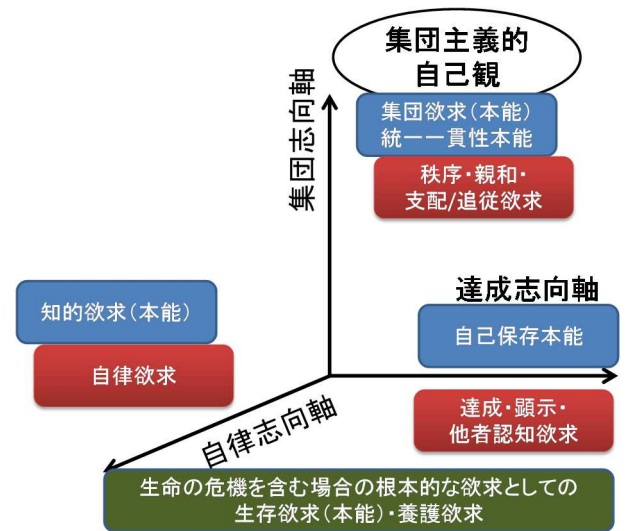 集団主義的
自己観
集団欲求(本能)
統一一貫性本能
秩序・親和・
支配/追従欲求
集団志向軸
知的欲求(本能)
自律欲求
達成志向軸
自己保存本能
達成・顕示・
他者認知欲求
自律志向軸
生命の危機を含む場合の根本的な欲求としての
生存欲求(本能)・養護欲求